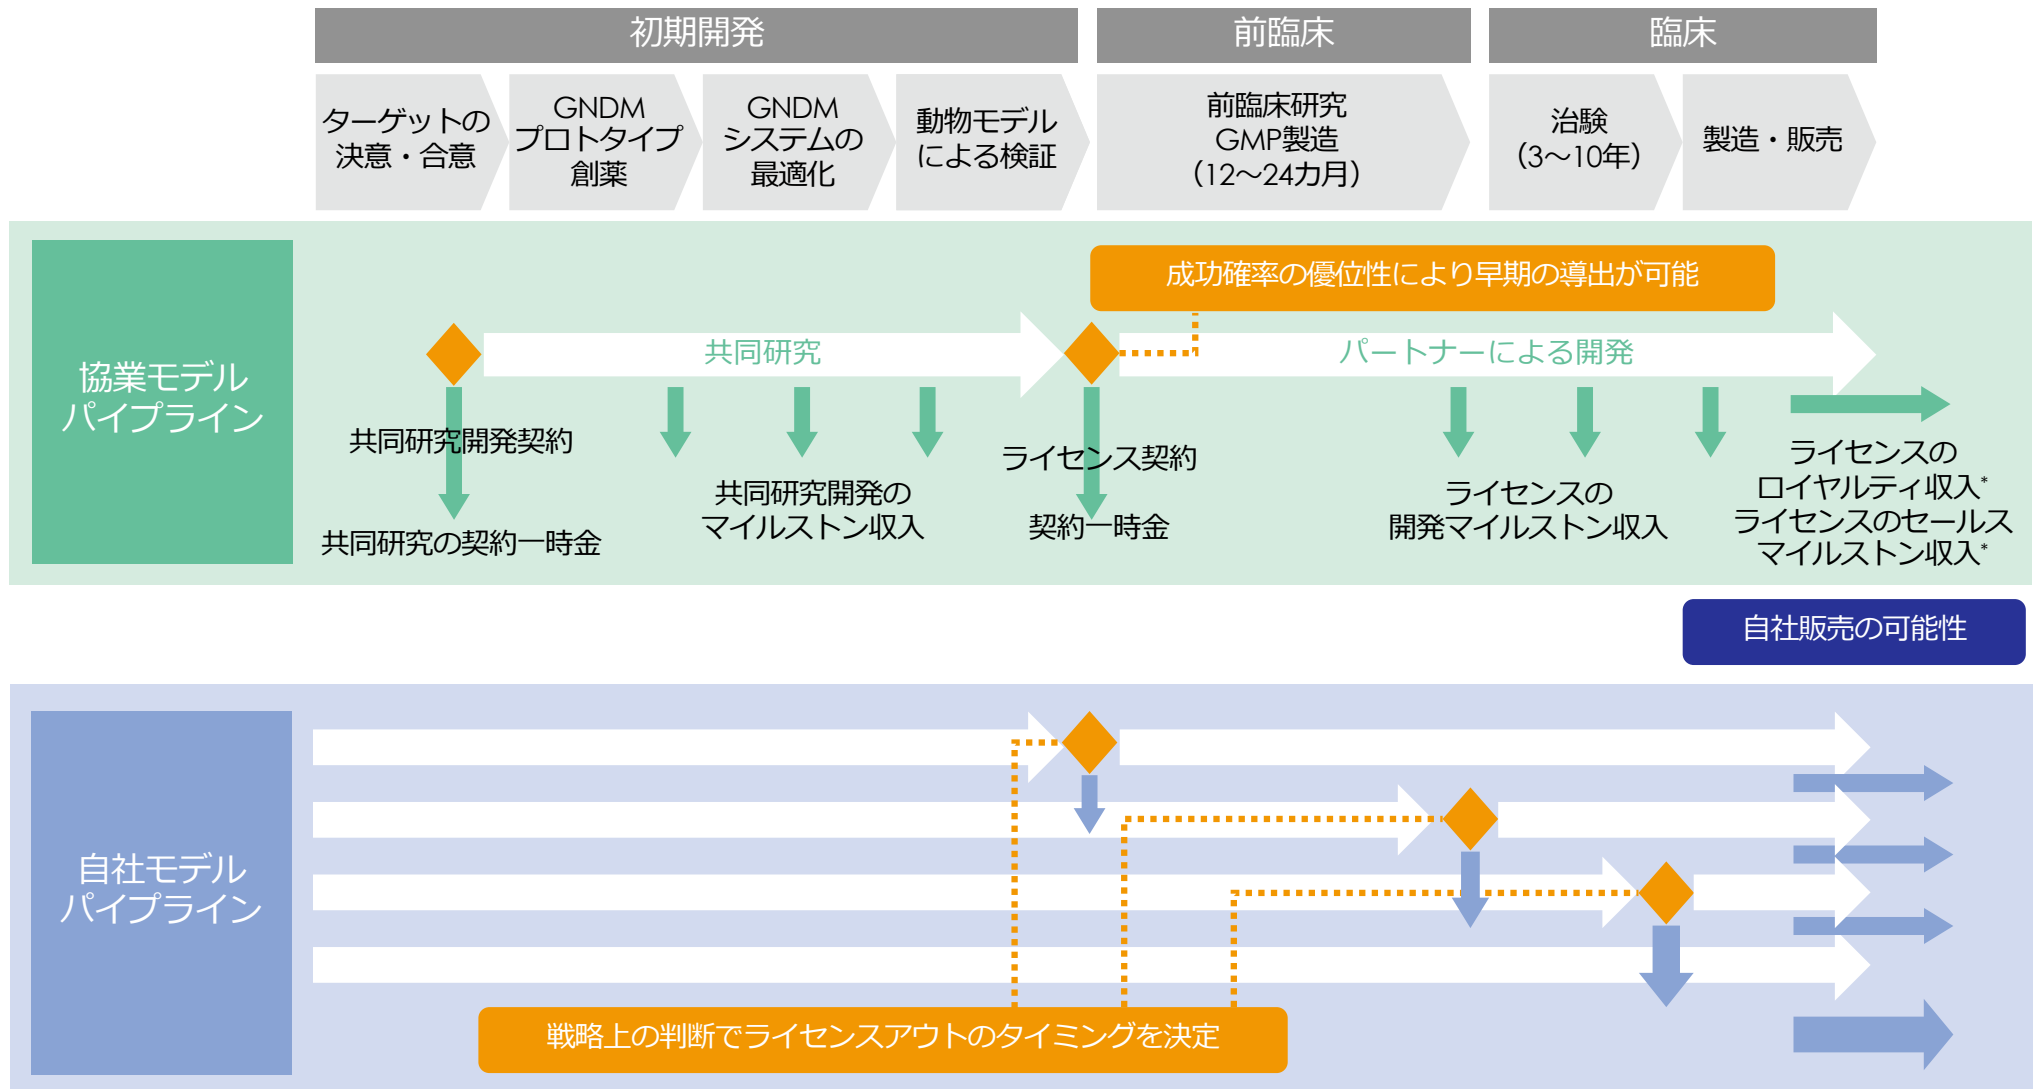 初期開発
前臨床
臨床
ターゲットの
決意・合意
GNDM
プロトタイプ
創薬
GNDM
システムの
最適化
動物モデル
による検証
前臨床研究
GMP製造
（12～24カ月）
治験
（3～10年）
製造・販売
協業モデル
パイプライン
成功確率の優位性により早期の導出が可能
共同研究
パートナーによる開発
共同研究開発契約
共同研究の契約一時金
共同研究開発の
マイルストン収入
ライセンス契約
契約一時金
ライセンスの
開発マイルストン収入
ライセンスの
ロイヤルティ収入*
ライセンスのセールス
マイルストン収入*
自社販売の可能性
自社モデル
パイプライン
戦略上の判断でライセンスアウトのタイミングを決定